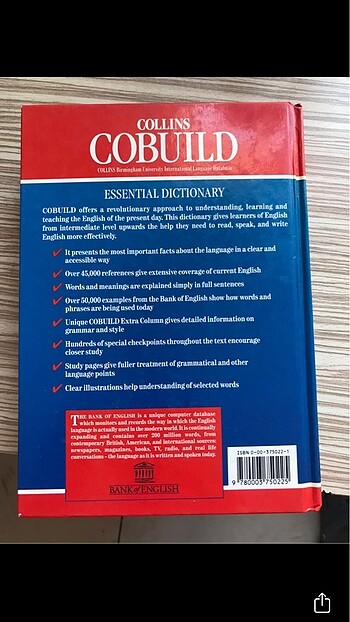 COLLINS
COBUILD
COLLINS Birmingham University International Language Database
ESSENTIAL DICTIONARY
COBUILD offers a revolutionary approach to understanding, learning and
teaching the English of the present day. This dictionary gives learners of English
from intermediate level upwards the help they need to read, speak, and write
English more effectively.
✓ It presents the most important facts about the language in a clear and
accessible way
✓ Over 45,000 references give extensive coverage of current English
✓ Words and meanings are explained simply in full sentences
✓ Over 50,000 examples from the Bank of English show how words and
phrases are being used today
✓ Unique COBUILD Extra Column gives detailed information on
grammar and style
✓ Hundreds of special checkpoints throughout the text encourage
closer study
✓ Study pages give fuller treatment of grammatical and other
language points
✓ Clear illustrations help understanding of selected words
THE BANK OF ENGLISH is a unique computer database
which monitors and records the way in which the English
language is actually used in the modern world. It is continually
expanding and contains over 200 million words, from
contemporary British, American, and international sources:
newspapers, magazines, books, TV, radio, and real life
conversations - the language as it is written and spoken today.
BANK of ENGLISH
ISBN 0-00-375022-1
9 780003 750225